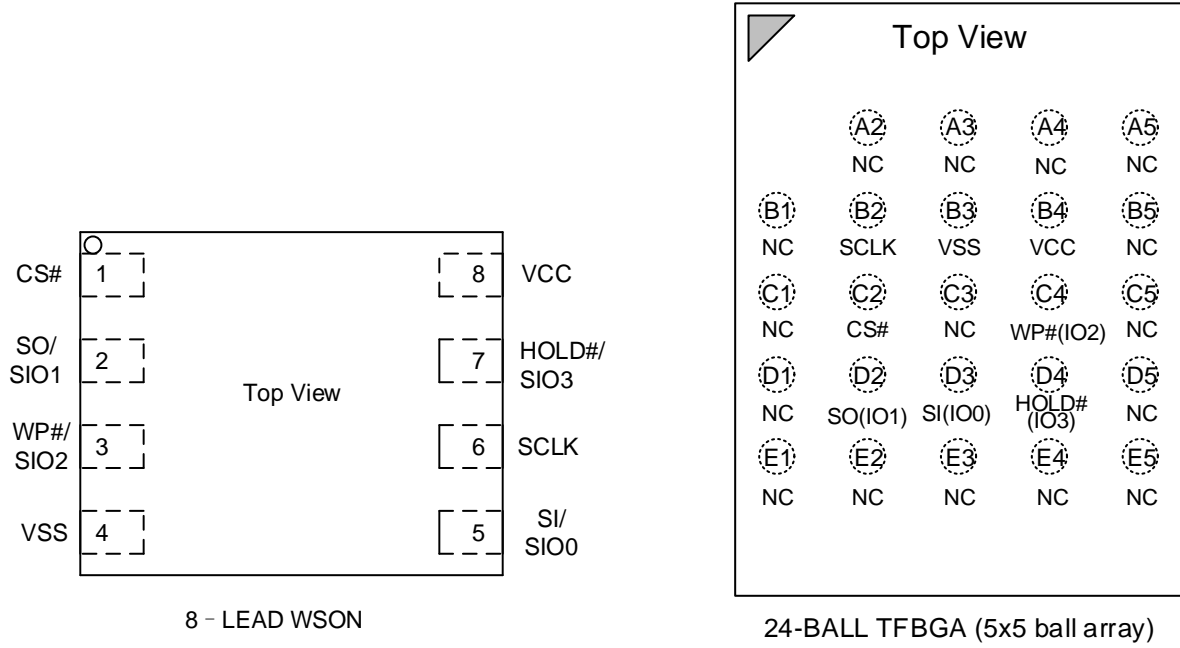 CS#
1
8
VCC
SO/
SIO1
2
7
HOLD#/
SIO3
Top View
WP#/
SIO2
3
6
SCLK
VSS
4
5
SI/
SIO0
8 - LEAD WSON
Top View
A2 A3 A4 A5
NC NC NC NC
B1 B2 B3 B4 B5
NC SCLK VSS VCC NC
C1 C2 C3 C4 C5
NC CS# NC WP#(IO2) NC
D1 D2 D3 D4 D5
NC SO(IO1) SI(IO0) HOLD# NC
(IO3)
E1 E2 E3 E4 E5
NC NC NC NC NC
24-BALL TFBGA (5x5 ball array)